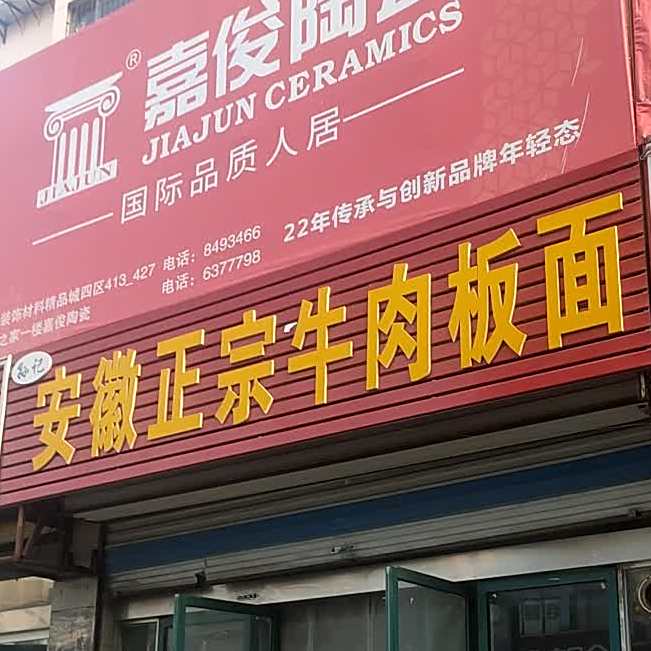 嘉俊陶瓷
®
JIAJUN CERAMICS
JIAJUN
国际品质人居
22年传承与创新品牌年轻态
装饰材料精品城四区413_427 电话：8493466
之家一楼嘉俊陶瓷 电话：6377798
孙记
安徽正宗牛肉板面